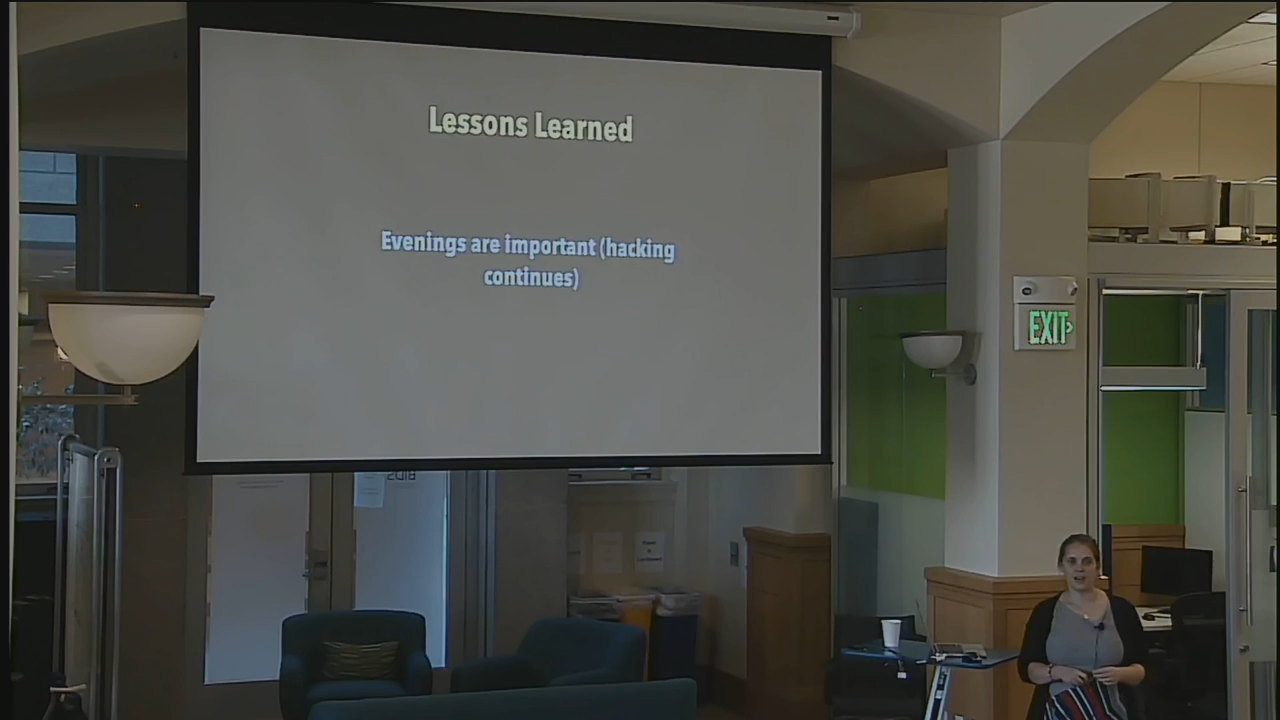 Lessons Learned
Evenings are important (hacking
continues)
EXIT
2018